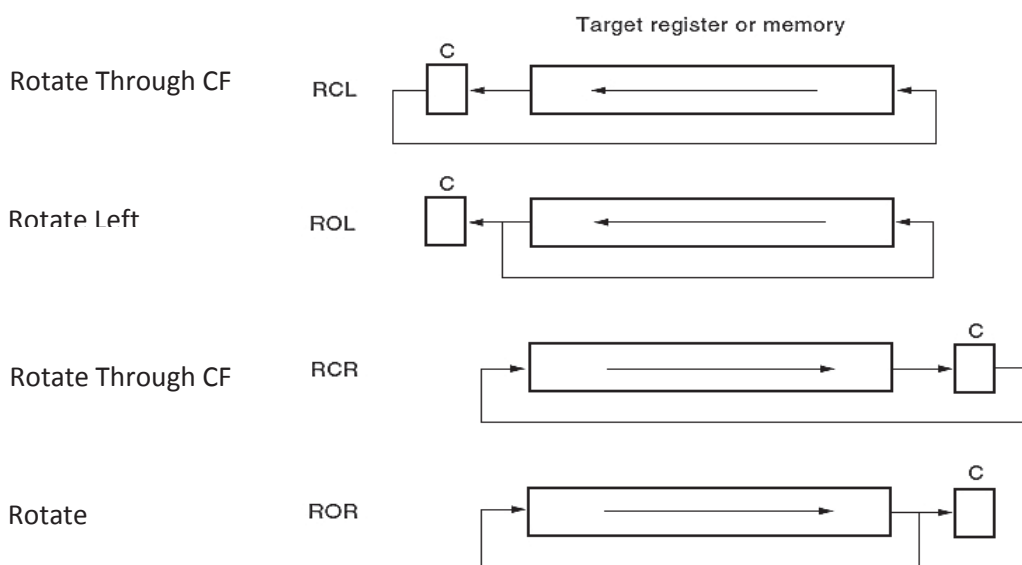 Target register or memory
C
Rotate Through CF RCL
C
Rotate Left ROL
C
Rotate Through CF RCR
C
Rotate ROR